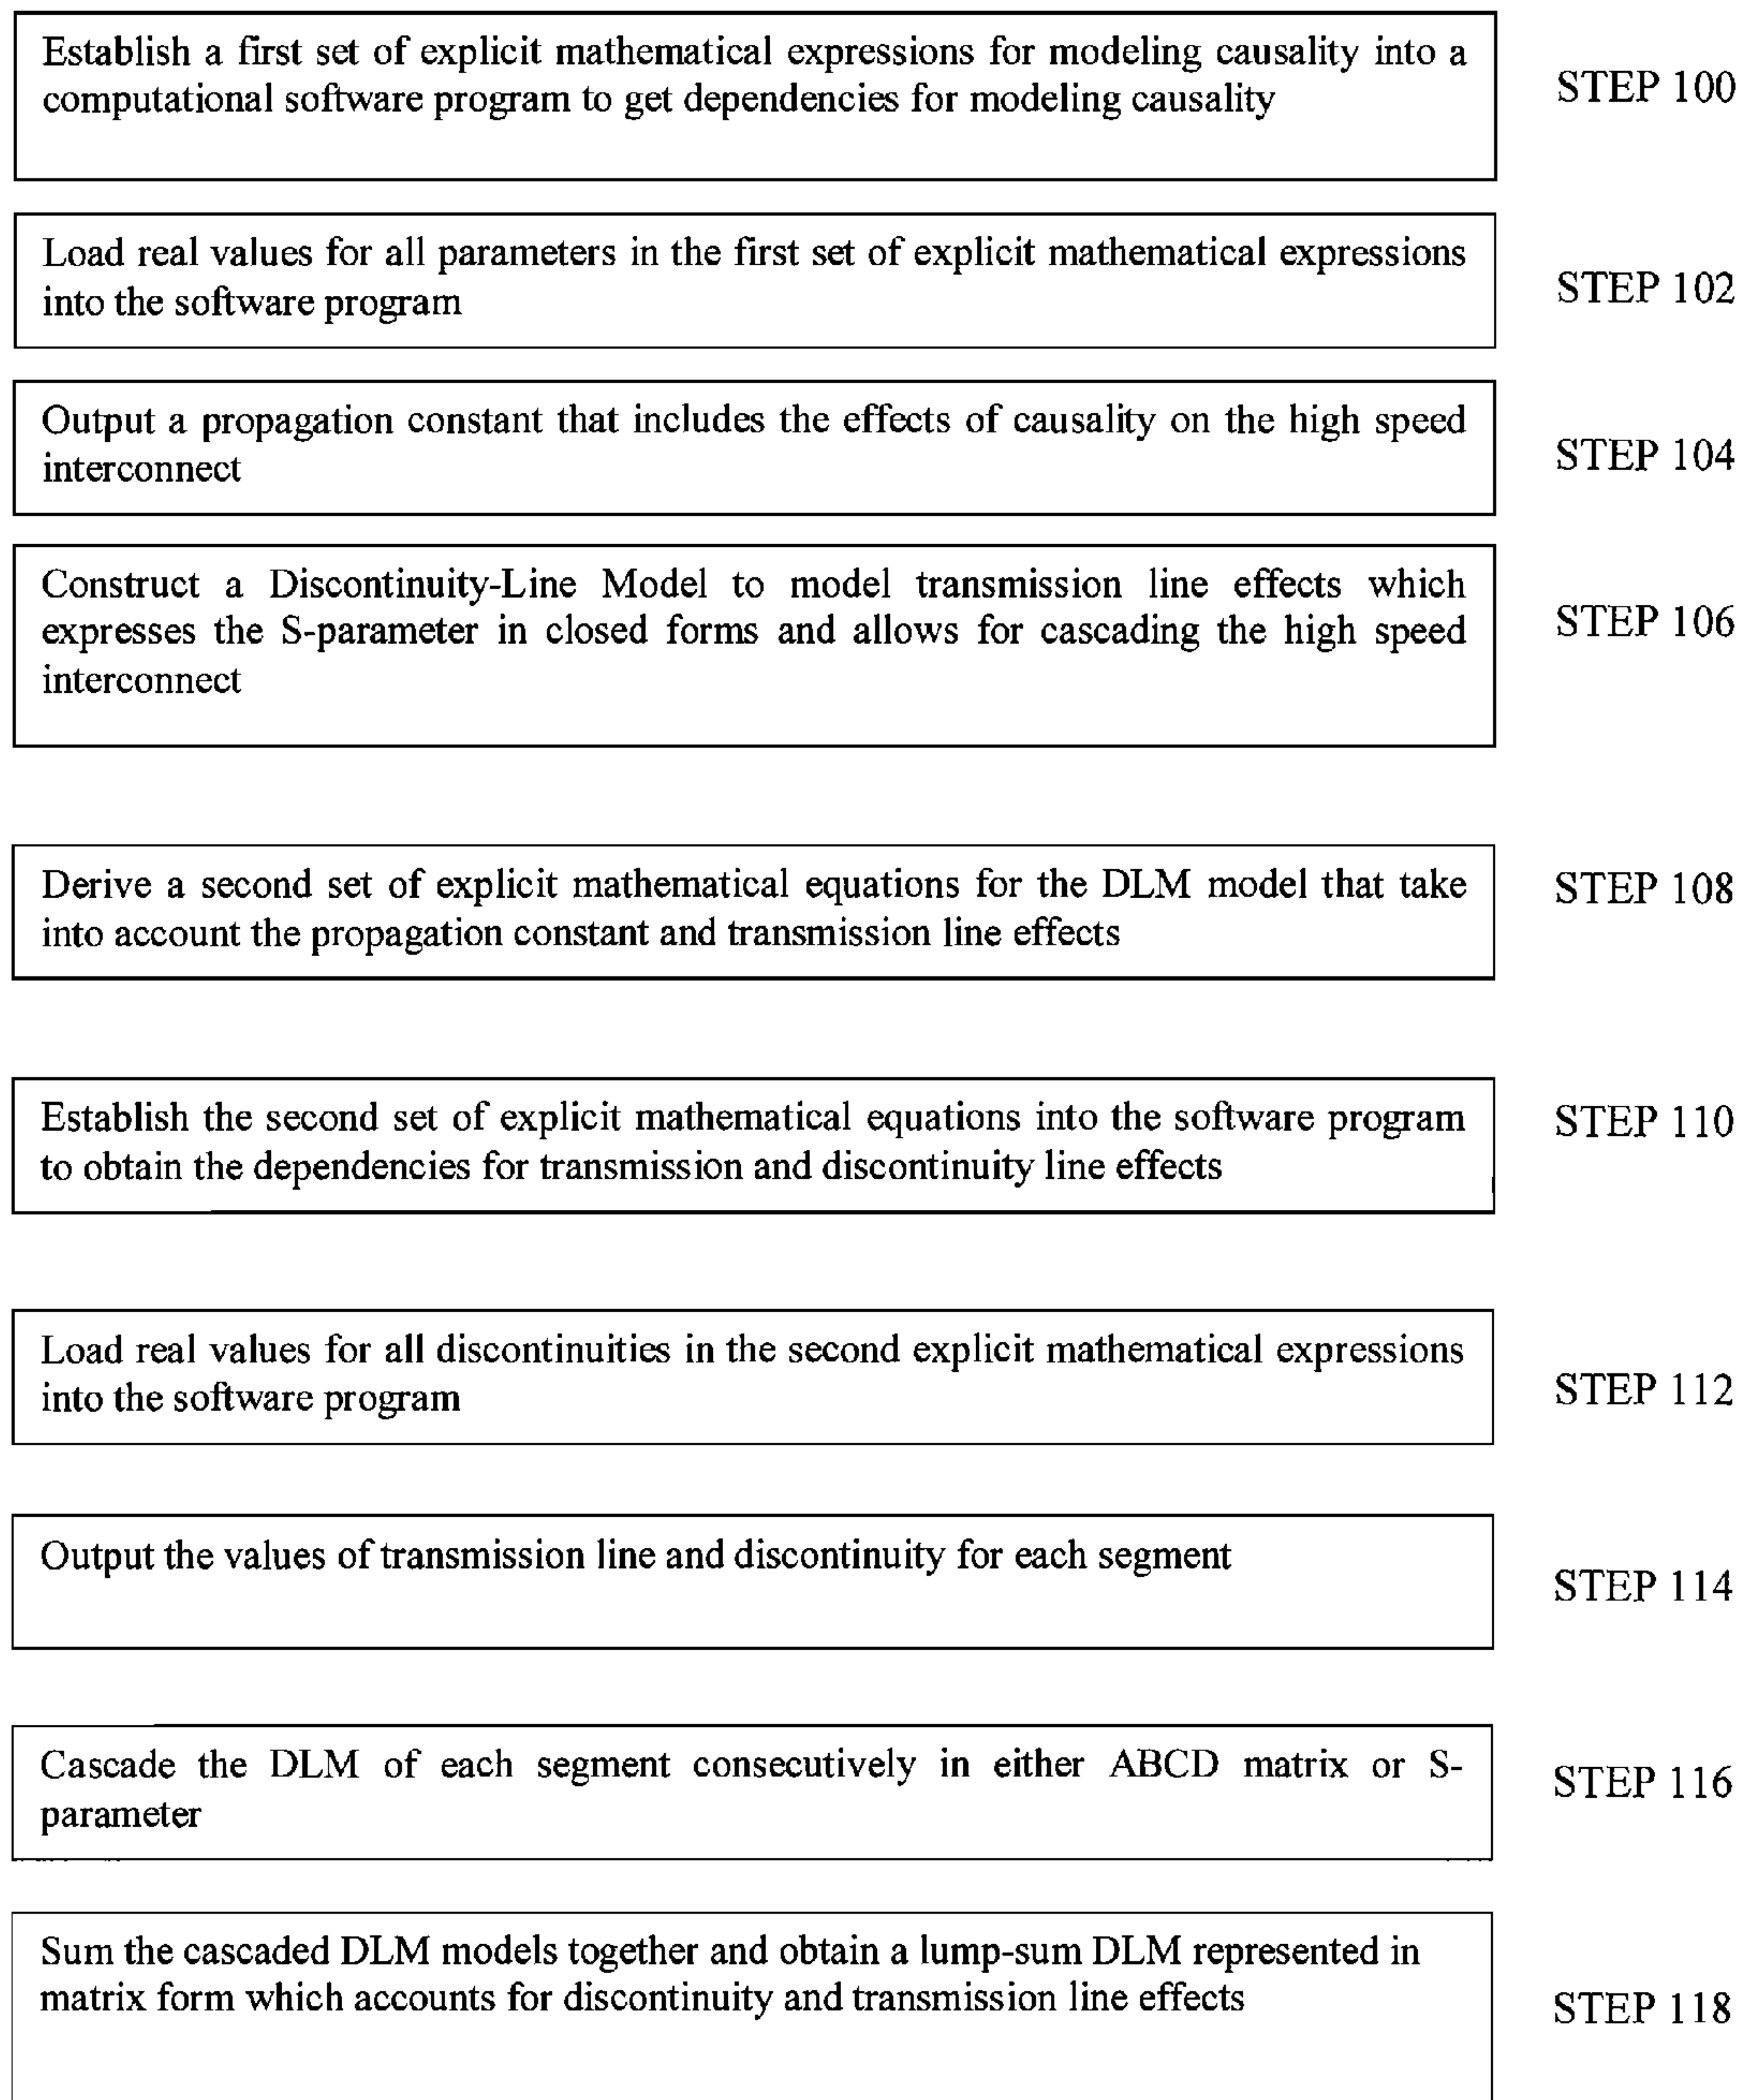 Establish a first set of explicit mathematical expressions for modeling causality into a
computational software program to get dependencies for modeling causality
STEP 100
Load real values for all parameters in the first set of explicit mathematical expressions
into the software program
STEP 102
Output a propagation constant that includes the effects of causality on the high speed
interconnect
STEP 104
Construct a Discontinuity-Line Model to model transmission line effects which
expresses the S-parameter in closed forms and allows for cascading the high speed
interconnect
STEP 106
Derive a second set of explicit mathematical equations for the DLM model that take
into account the propagation constant and transmission line effects
STEP 108
Establish the second set of explicit mathematical equations into the software program
to obtain the dependencies for transmission and discontinuity line effects
STEP 110
Load real values for all discontinuities in the second explicit mathematical expressions
into the software program
STEP 112
Output the values of transmission line and discontinuity for each segment
STEP 114
Cascade the DLM of each segment consecutively in either ABCD matrix or S-
parameter
STEP 116
Sum the cascaded DLM models together and obtain a lump-sum DLM represented in
matrix form which accounts for discontinuity and transmission line effects
STEP 118